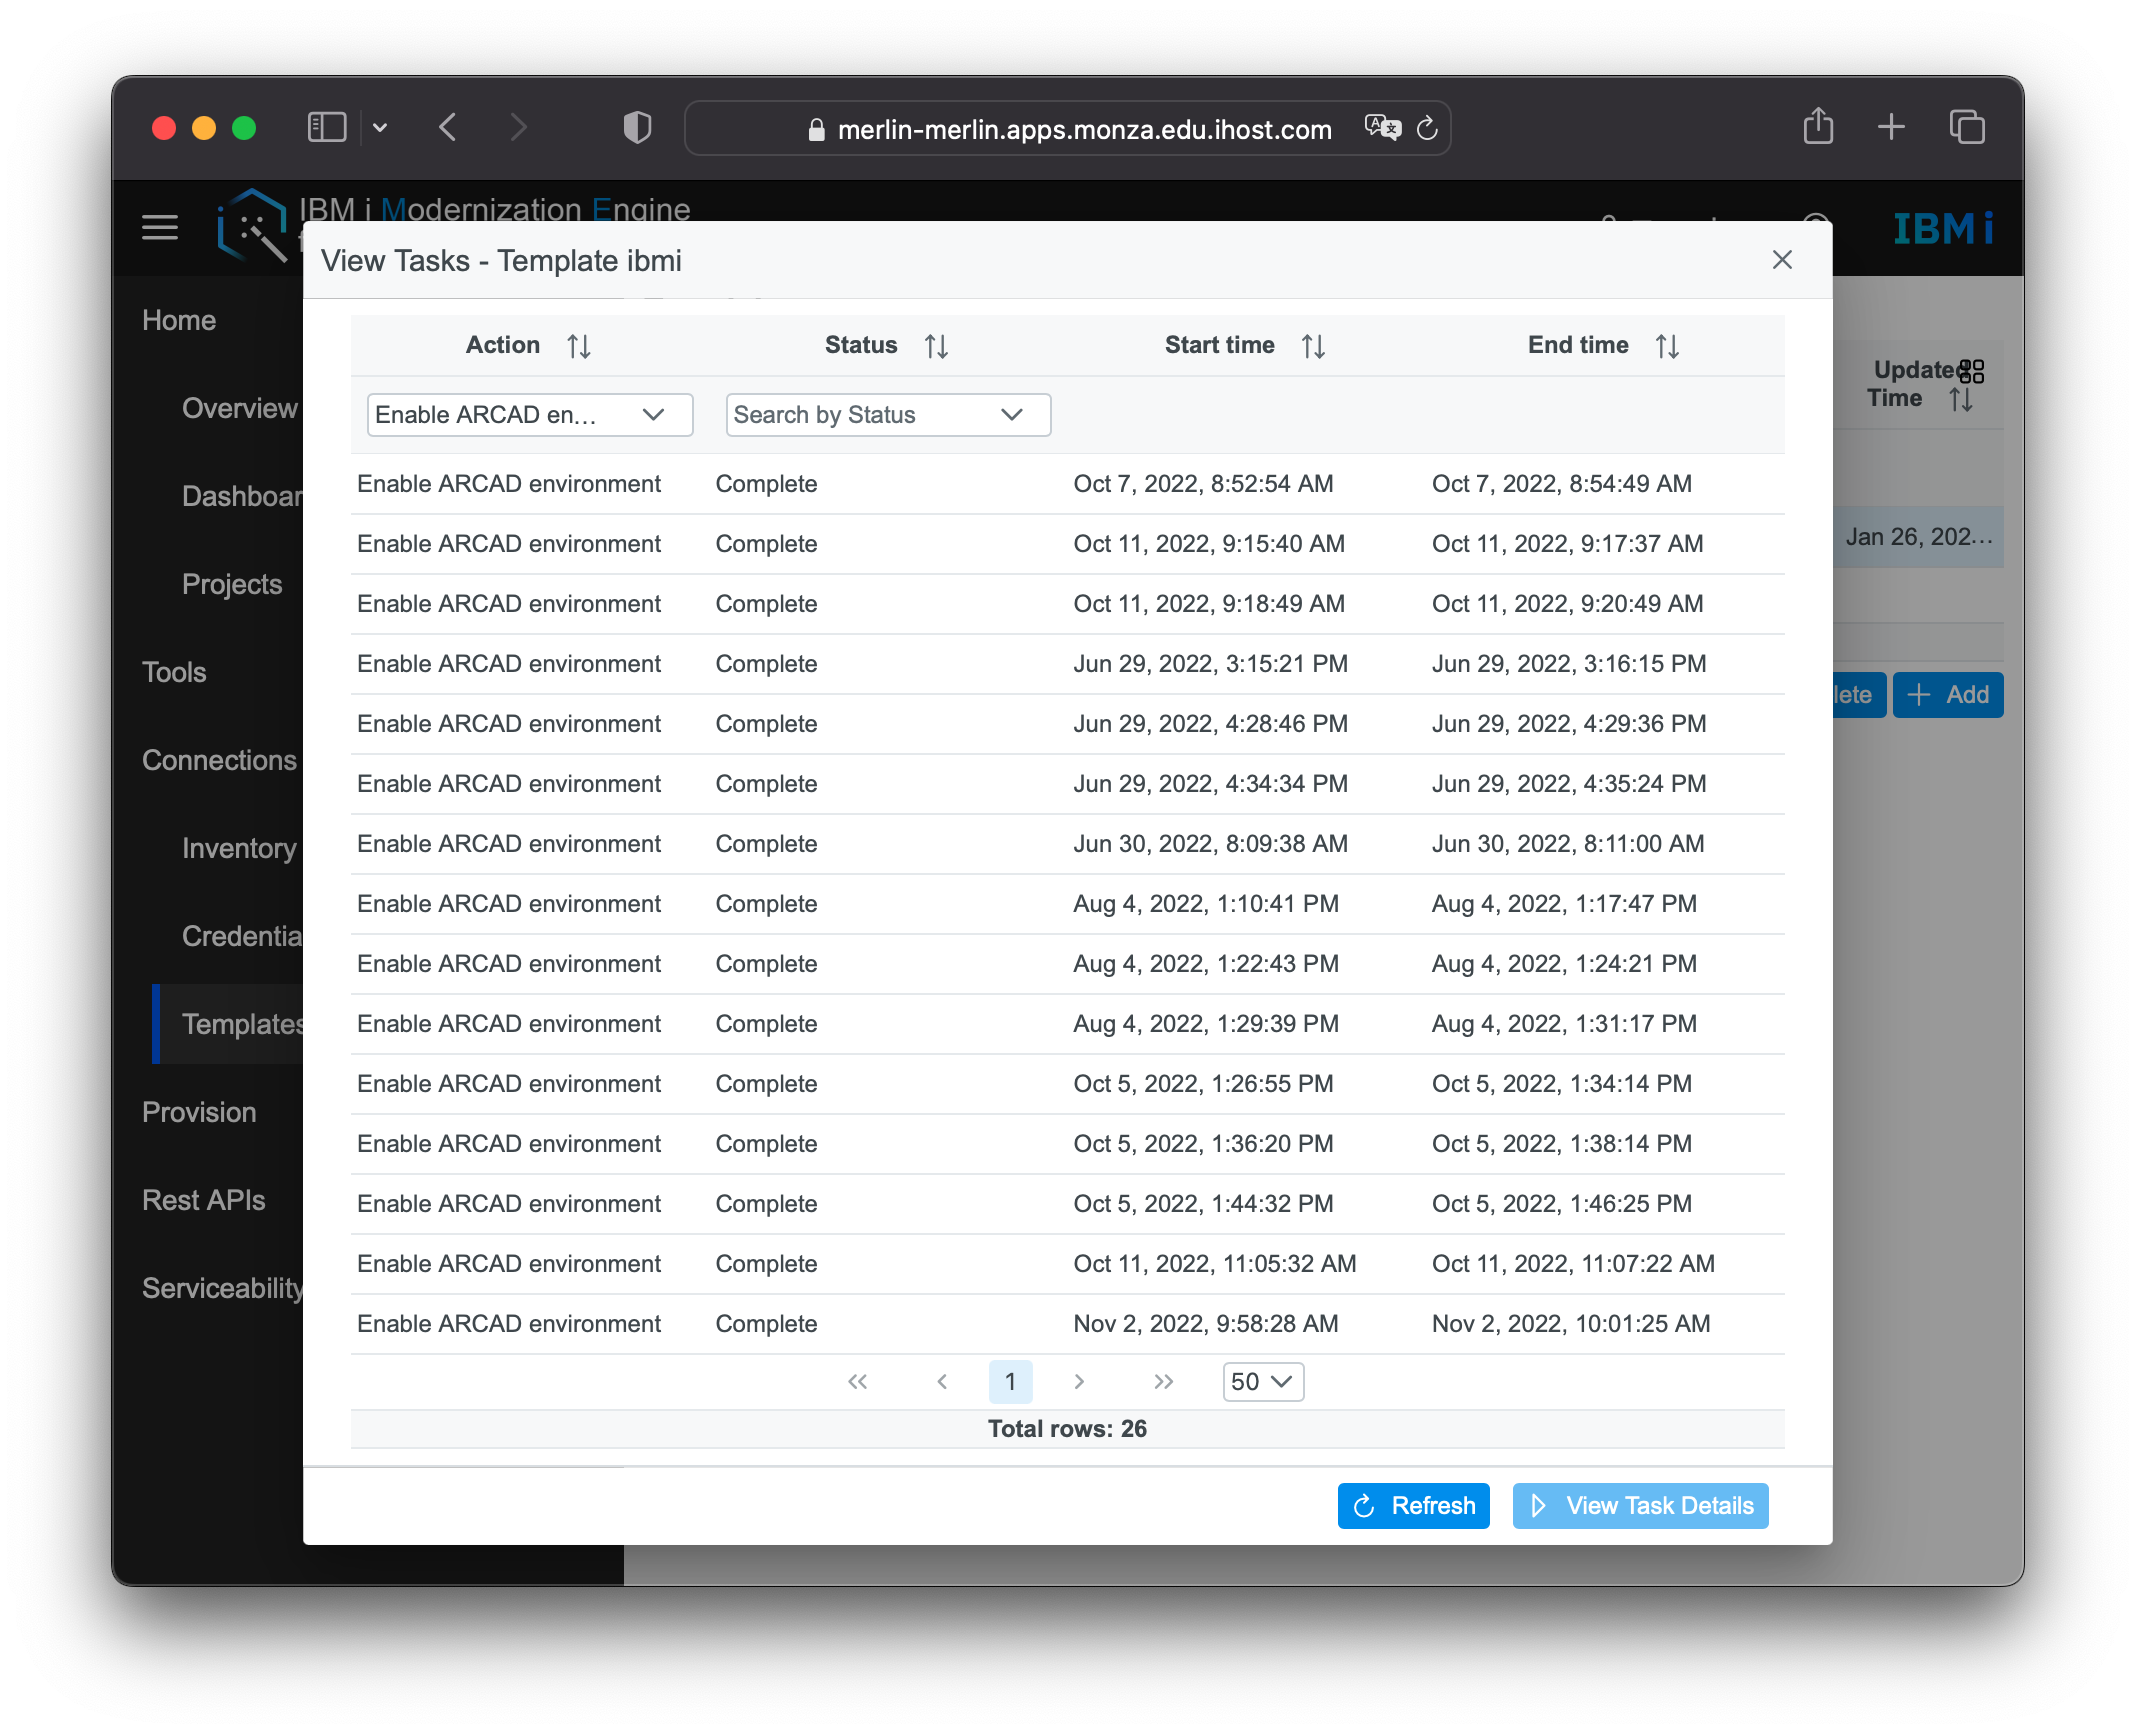 merlin-merlin.apps.monza.edu.ihost.com
IBM i Modernization Engine
IBM i
View Tasks - Template ibmi
Home
Overview
Dashboar
Projects
Tools
Connections
Inventory
Credentia
Templates
Provision
Rest APIs
Serviceability
Action Status Start time End time
Enable ARCAD en... Search by Status
Enable ARCAD environment Complete Oct 7, 2022, 8:52:54 AM Oct 7, 2022, 8:54:49 AM
Enable ARCAD environment Complete Oct 11, 2022, 9:15:40 AM Oct 11, 2022, 9:17:37 AM
Enable ARCAD environment Complete Oct 11, 2022, 9:18:49 AM Oct 11, 2022, 9:20:49 AM
Enable ARCAD environment Complete Jun 29, 2022, 3:15:21 PM Jun 29, 2022, 3:16:15 PM
Enable ARCAD environment Complete Jun 29, 2022, 4:28:46 PM Jun 29, 2022, 4:29:36 PM
Enable ARCAD environment Complete Jun 29, 2022, 4:34:34 PM Jun 29, 2022, 4:35:24 PM
Enable ARCAD environment Complete Jun 30, 2022, 8:09:38 AM Jun 30, 2022, 8:11:00 AM
Enable ARCAD environment Complete Aug 4, 2022, 1:10:41 PM Aug 4, 2022, 1:17:47 PM
Enable ARCAD environment Complete Aug 4, 2022, 1:22:43 PM Aug 4, 2022, 1:24:21 PM
Enable ARCAD environment Complete Aug 4, 2022, 1:29:39 PM Aug 4, 2022, 1:31:17 PM
Enable ARCAD environment Complete Oct 5, 2022, 1:26:55 PM Oct 5, 2022, 1:34:14 PM
Enable ARCAD environment Complete Oct 5, 2022, 1:36:20 PM Oct 5, 2022, 1:38:14 PM
Enable ARCAD environment Complete Oct 5, 2022, 1:44:32 PM Oct 5, 2022, 1:46:25 PM
Enable ARCAD environment Complete Oct 11, 2022, 11:05:32 AM Oct 11, 2022, 11:07:22 AM
Enable ARCAD environment Complete Nov 2, 2022, 9:58:28 AM Nov 2, 2022, 10:01:25 AM
1 50
Total rows: 26
Refresh View Task Details
Updated
Time
Jan 26, 202...
lete + Add